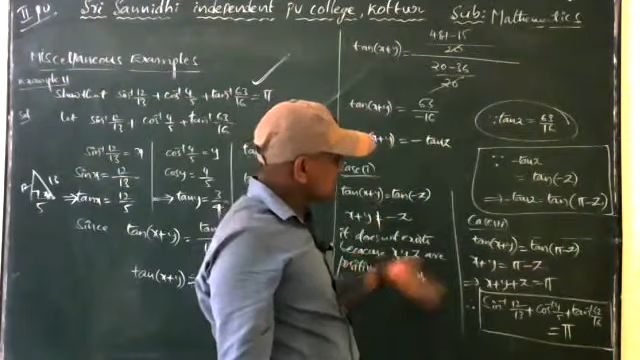 II PU. Sri Saunnidhi independent PU college, Kottur Sub: Mathematics
Miscellaneous Examples
Example 11
Show that sin⁻¹ 12/13 + cos⁻¹ 4/5 + tan⁻¹ 63/16 = π
Sol Let sin⁻¹ 12/13 + cos⁻¹ 4/5 + tan⁻¹ 63/16
sin⁻¹ 12/13 = x
sin x = 12/13
⇒ tan x = 12/5
5
cos⁻¹ 4/5 = y
cos y = 4/5
⇒ tan y = 3/4
Since tan(x+y) =
tan(x+y) =
tan(x+y) = 48+15/20 / 20-36/20
tan(x+y) = 63/-16
= - tan z
Case(i)
tan(x+y) = tan(-z)
x+y ≠ -z
it does not exists
because x y z are
positive
∵ tan z = 63/16
∵ -tan z
= tan(-z)
⇒ -tan z = tan(π-z)
Case(ii)
tan(x+y) = tan(π-z)
x+y = π-z
⇒ x+y+z = π
∴ sin⁻¹ 12/13 + cos⁻¹ 4/5 + tan⁻¹ 63/16
= π